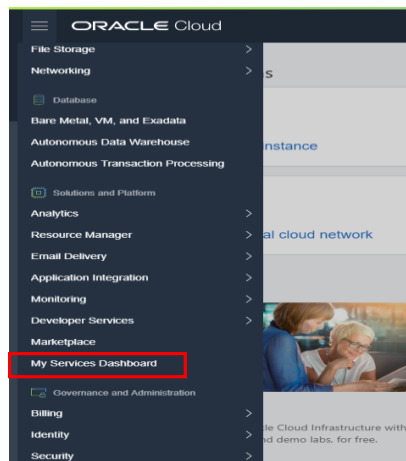 ORACLE Cloud
File Storage >
Networking >
s
Database
Bare Metal, VM, and Exadata
Autonomous Data Warehouse
instance
Autonomous Transaction Processing
Solutions and Platform
Analytics >
Resource Manager >
al cloud network
Email Delivery >
Application Integration >
Monitoring >
Developer Services >
Marketplace
My Services Dashboard
Governance and Administration
Billing >
Identity >
cle Cloud Infrastructure with
nd demo labs, for free.
Security >